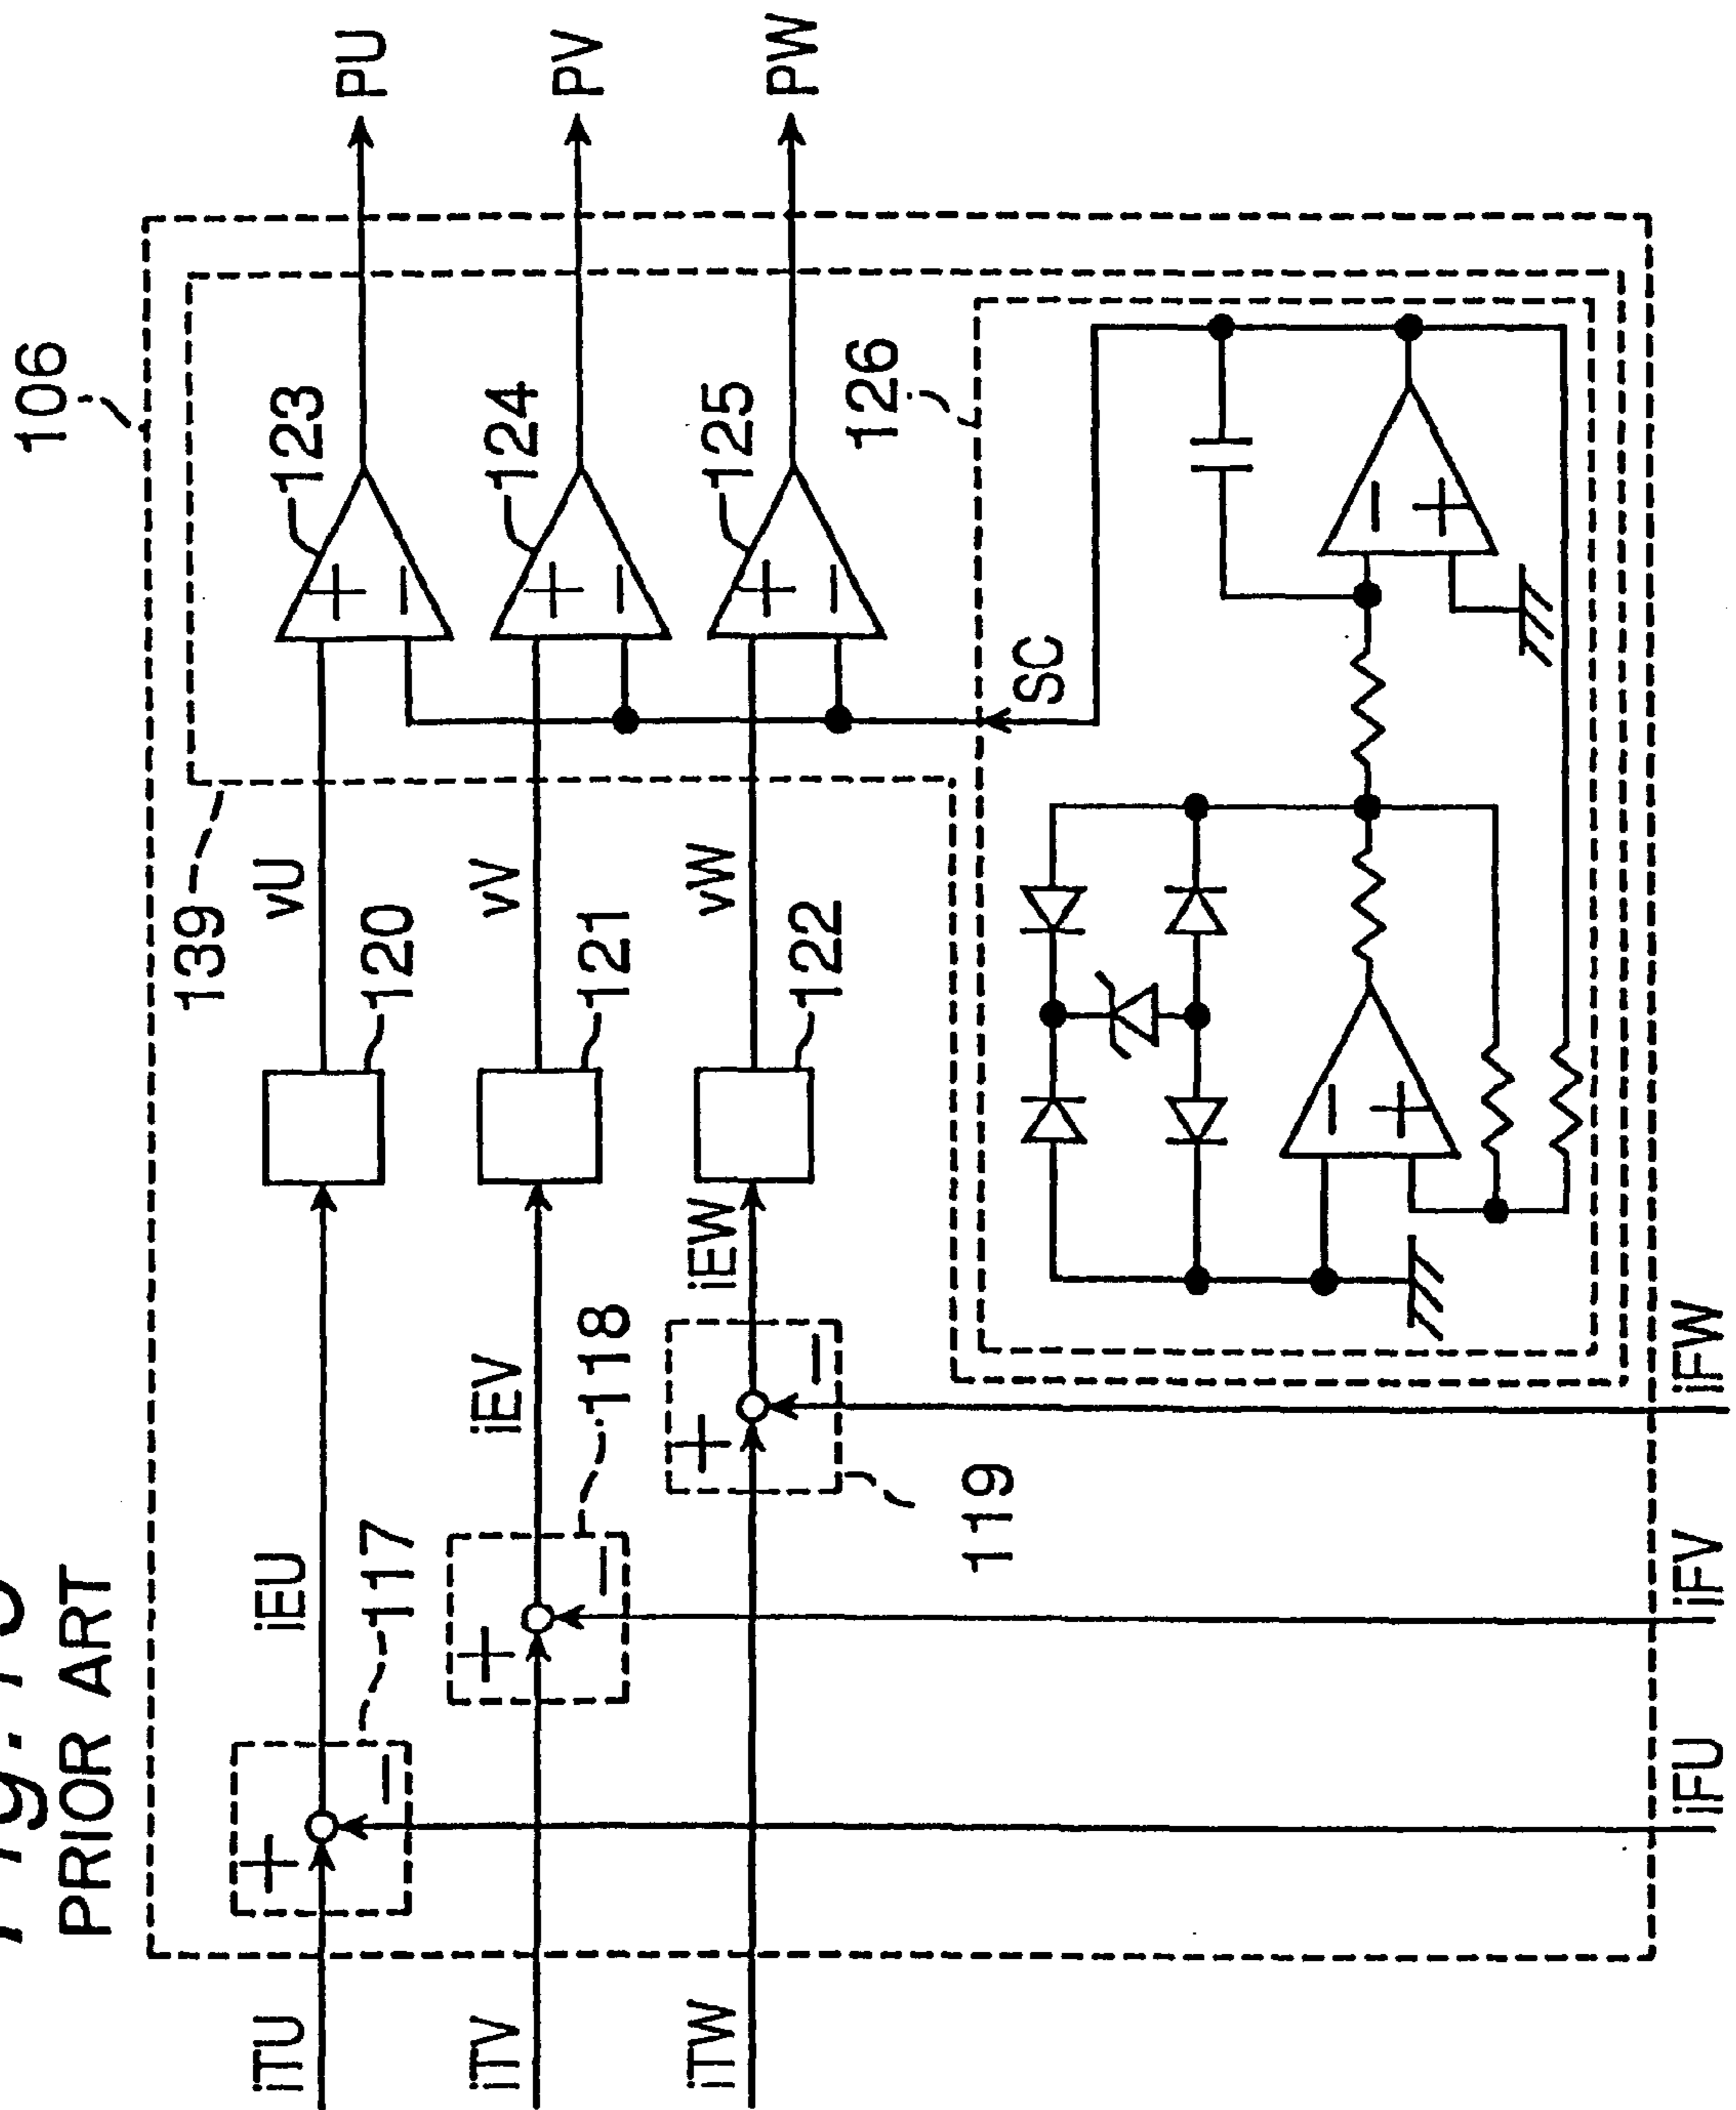 PRIOR ART
106
139
123
124
125
126
PU
PV
PW
vU
120
vV
121
vW
122
SC
iEU
117
iEV
118
iEW
119
iTU
iTV
iTW
iFU
iFV
iFW
+
−
+
−
+
−
+
−
+
−
+
−
−
+
−
+